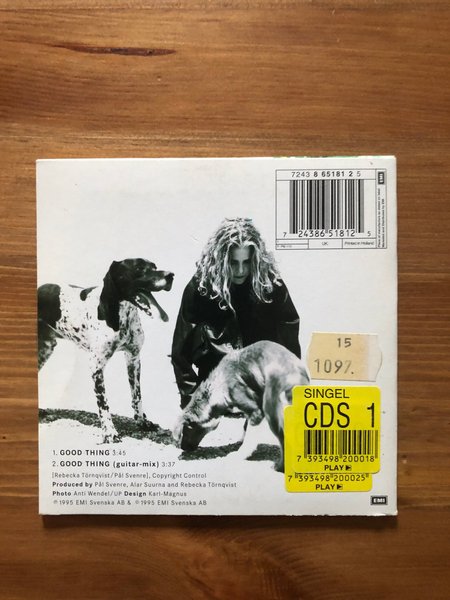 7243 8 65181 2 5
7 24386 51812 5
UK
Printed in Holland
EMI
15
1097.
SINGEL
CDS 1
7 393498 200018
PLAY
7 393498 200025
PLAY
1. GOOD THING 3:45
2. GOOD THING (guitar-mix) 3:37
[Rebecka Törnqvist/Pål Svenre], Copyright Control
Produced by Pål Svenre, Alar Suurna and Rebecka Törnqvist
Photo Anti Wendel/UP Design Karl-Magnus
℗1995 EMI Svenska AB & ©1995 EMI Svenska AB
EMI